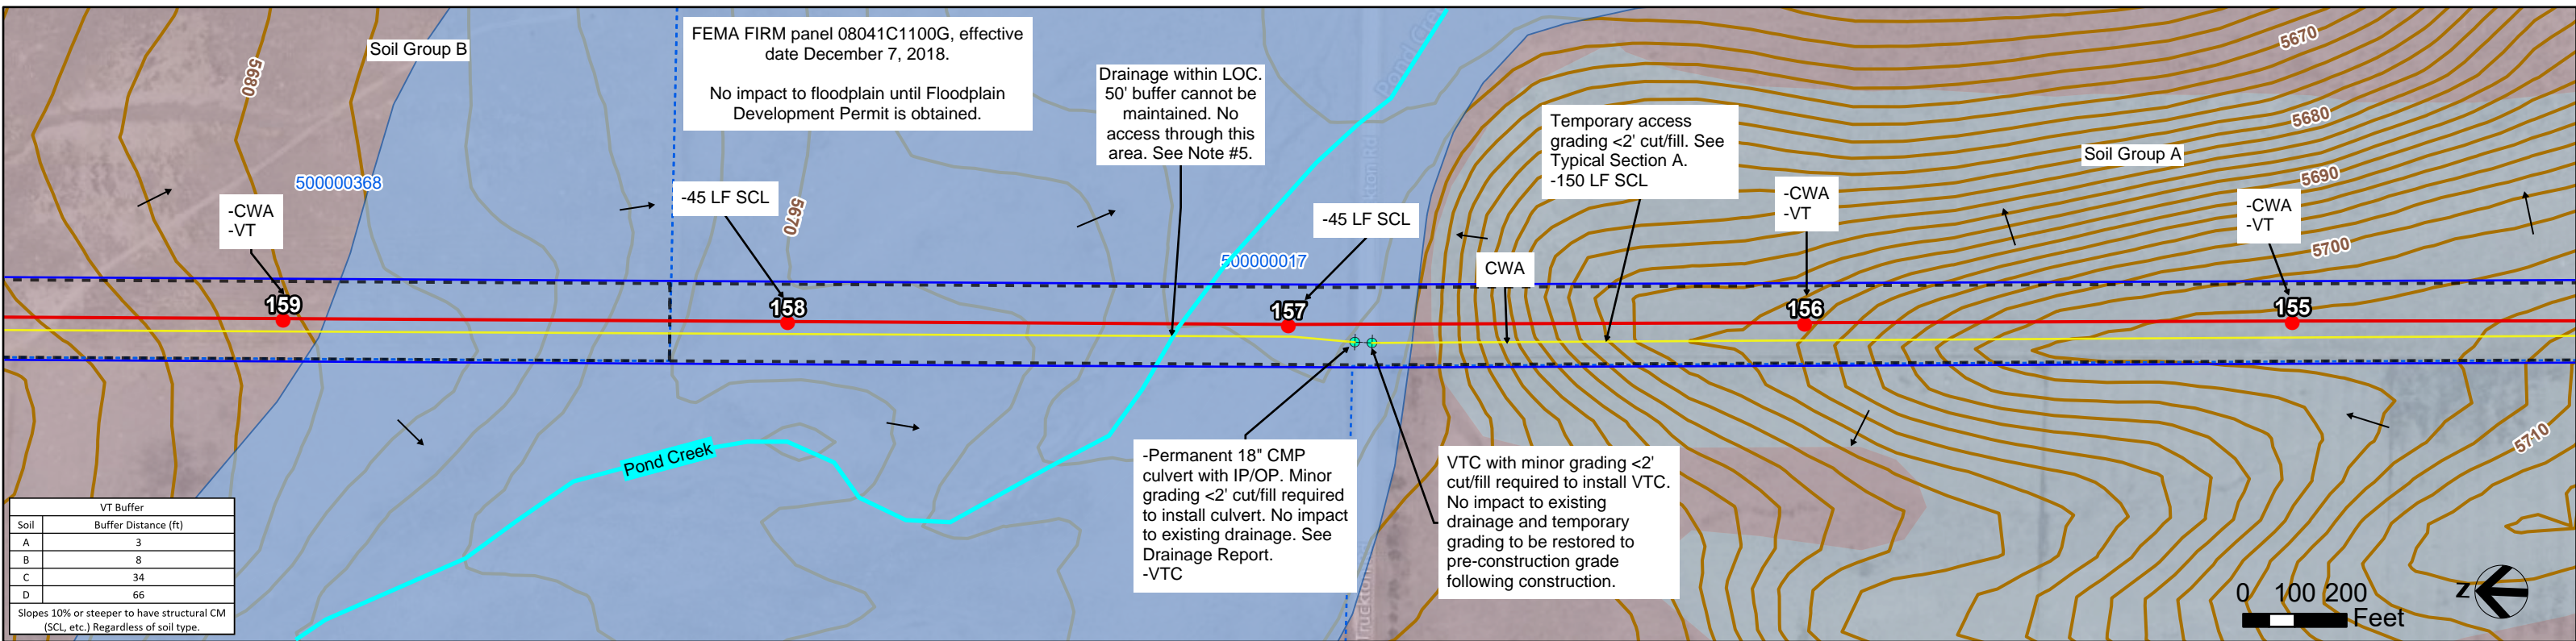 Soil Group B
5680
500000368
-CWA
-VT
159
FEMA FIRM panel 08041C1100G, effective
date December 7, 2018.
No impact to floodplain until Floodplain
Development Permit is obtained.
-45 LF SCL
5670
158
Drainage within LOC.
50' buffer cannot be
maintained. No
access through this
area. See Note #5.
500000017
-45 LF SCL
157
Temporary access
grading <2' cut/fill. See
Typical Section A.
-150 LF SCL
CWA
-CWA
-VT
156
5670
5680
Soil Group A
5690
-CWA
-VT
5700
155
5710
Pond Creek
-Permanent 18" CMP
culvert with IP/OP. Minor
grading <2' cut/fill required
to install culvert. No impact
to existing drainage. See
Drainage Report.
-VTC
VTC with minor grading <2'
cut/fill required to install VTC.
No impact to existing
drainage and temporary
grading to be restored to
pre-construction grade
following construction.
VT Buffer
Soil Buffer Distance (ft)
A 3
B 8
C 34
D 66
Slopes 10% or steeper to have structural CM
(SCL, etc.) Regardless of soil type.
0 100 200
Feet
N